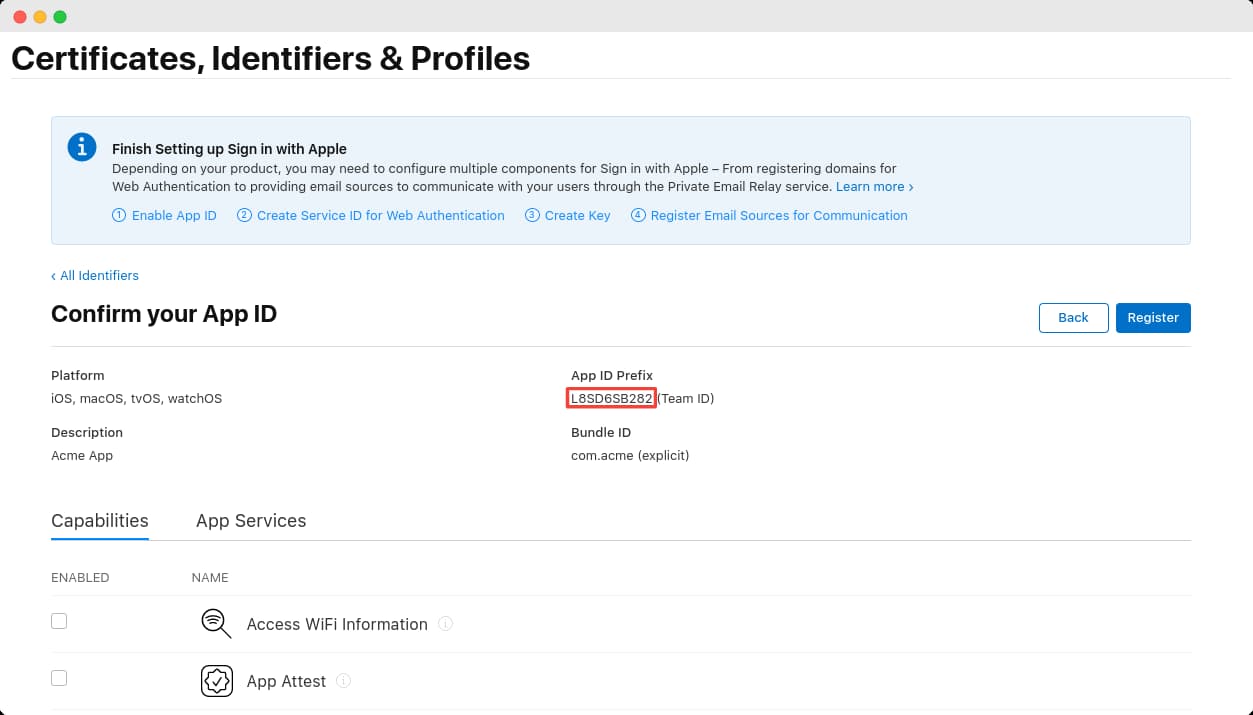 Certificates, Identifiers & Profiles
Finish Setting up Sign in with Apple
Depending on your product, you may need to configure multiple components for Sign in with Apple – From registering domains for
Web Authentication to providing email sources to communicate with your users through the Private Email Relay service. Learn more ›
1 Enable App ID 2 Create Service ID for Web Authentication 3 Create Key 4 Register Email Sources for Communication
‹ All Identifiers
Confirm your App ID
Back Register
Platform
iOS, macOS, tvOS, watchOS
App ID Prefix
L8SD6SB282 (Team ID)
Description
Acme App
Bundle ID
com.acme (explicit)
Capabilities App Services
ENABLED NAME
Access WiFi Information
App Attest